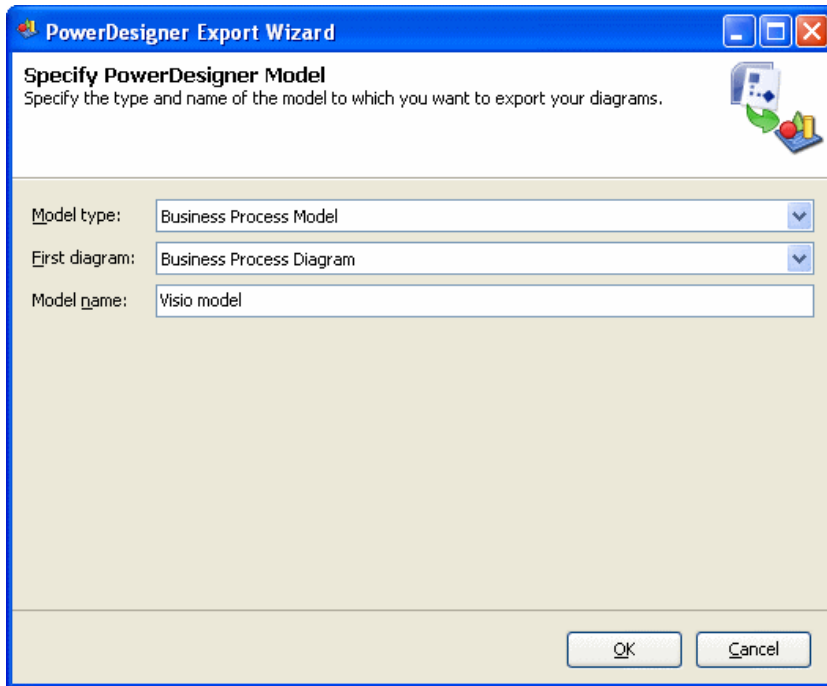 PowerDesigner Export Wizard
Specify PowerDesigner Model
Specify the type and name of the model to which you want to export your diagrams.
Model type: Business Process Model
First diagram: Business Process Diagram
Model name: Visio model
OK Cancel